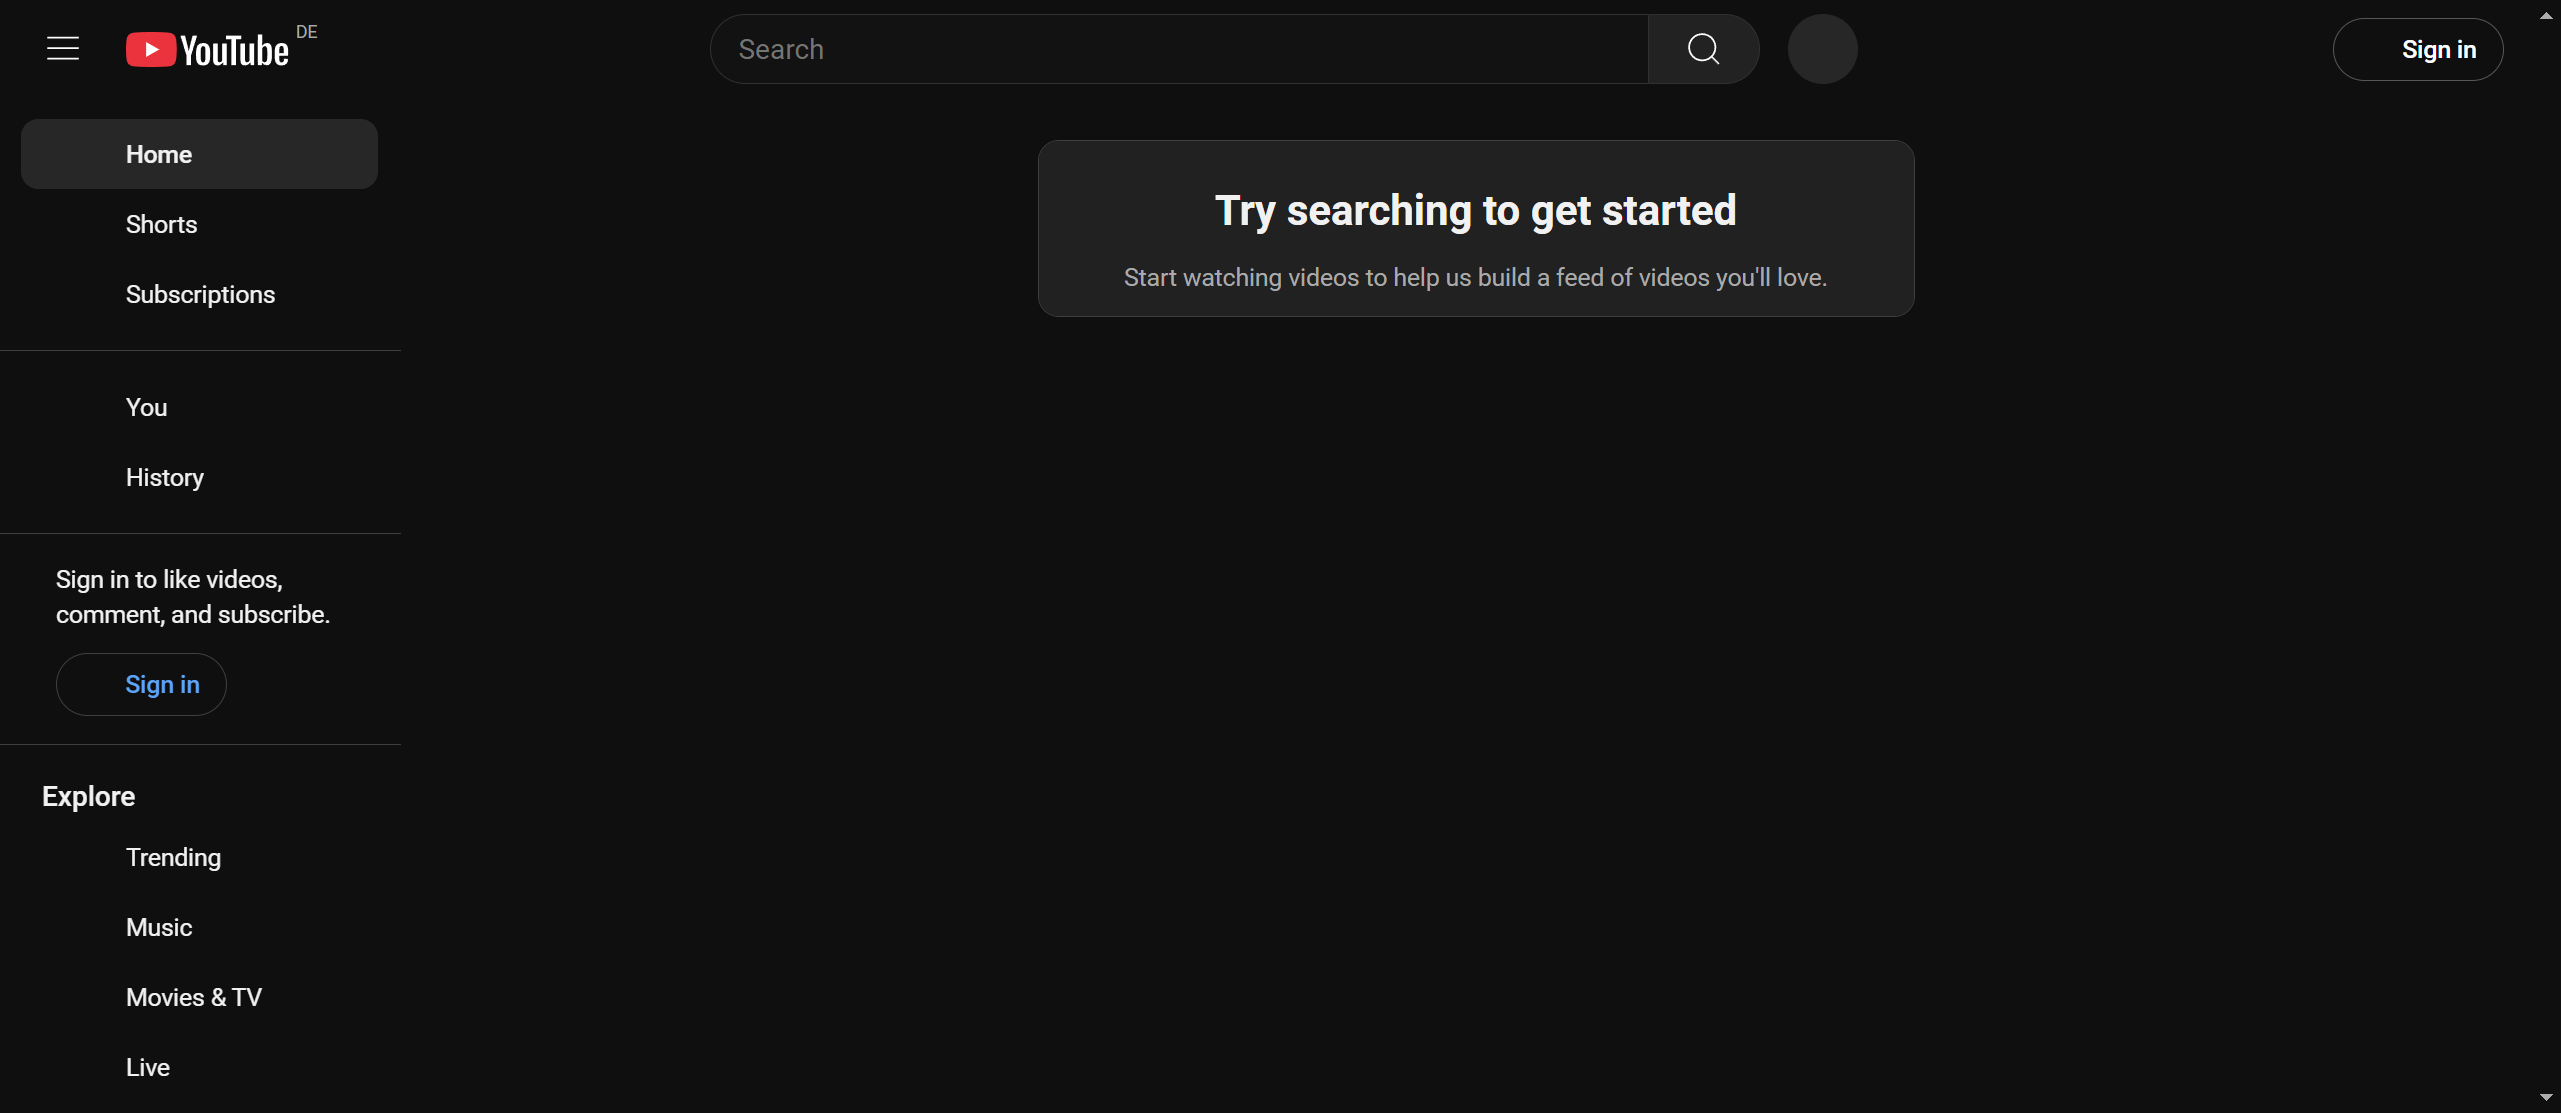 YouTube DE
Search
Sign in
Home
Shorts
Subscriptions
You
History
Sign in to like videos,
comment, and subscribe.
Sign in
Explore
Trending
Music
Movies & TV
Live
Try searching to get started
Start watching videos to help us build a feed of videos you'll love.